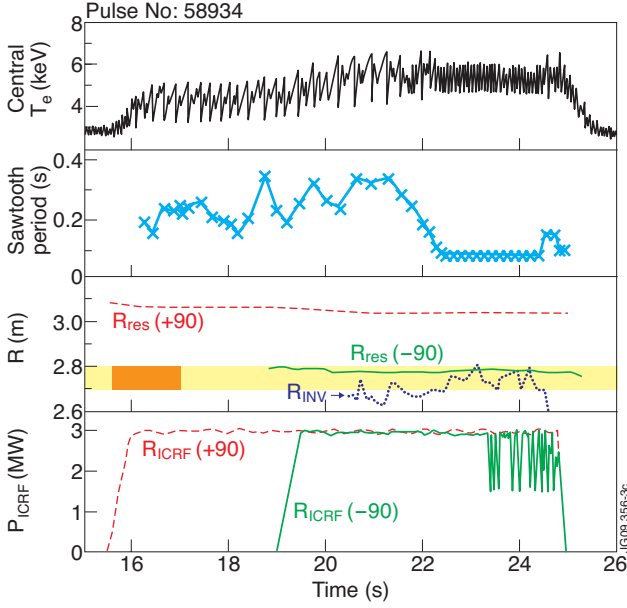 Pulse No: 58934
Central
Te (keV)
8
6
4
Sawtooth
period (s)
0.4
0.2
0
R (m)
3.0
2.8
2.6
Rres (+90)
Rres (−90)
RINV
PICRF (MW)
3
2
1
0
RICRF (+90)
RICRF (−90)
16
18
20
22
24
26
Time (s)
JG09.356-3c